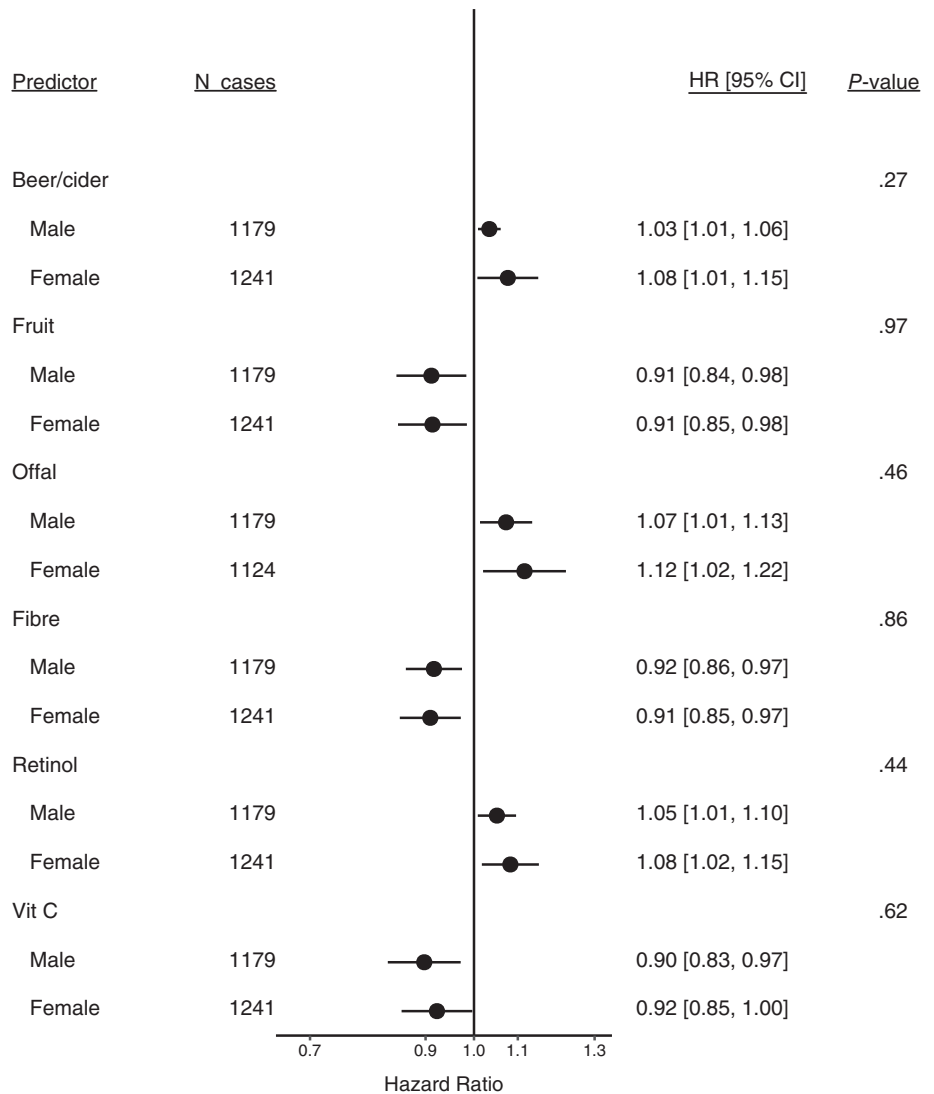 Predictor N cases HR [95% CI] P-value
Beer/cider .27
Male 1179 1.03 [1.01, 1.06]
Female 1241 1.08 [1.01, 1.15]
Fruit .97
Male 1179 0.91 [0.84, 0.98]
Female 1241 0.91 [0.85, 0.98]
Offal .46
Male 1179 1.07 [1.01, 1.13]
Female 1124 1.12 [1.02, 1.22]
Fibre .86
Male 1179 0.92 [0.86, 0.97]
Female 1241 0.91 [0.85, 0.97]
Retinol .44
Male 1179 1.05 [1.01, 1.10]
Female 1241 1.08 [1.02, 1.15]
Vit C .62
Male 1179 0.90 [0.83, 0.97]
Female 1241 0.92 [0.85, 1.00]
0.7 0.9 1.0 1.1 1.3
Hazard Ratio